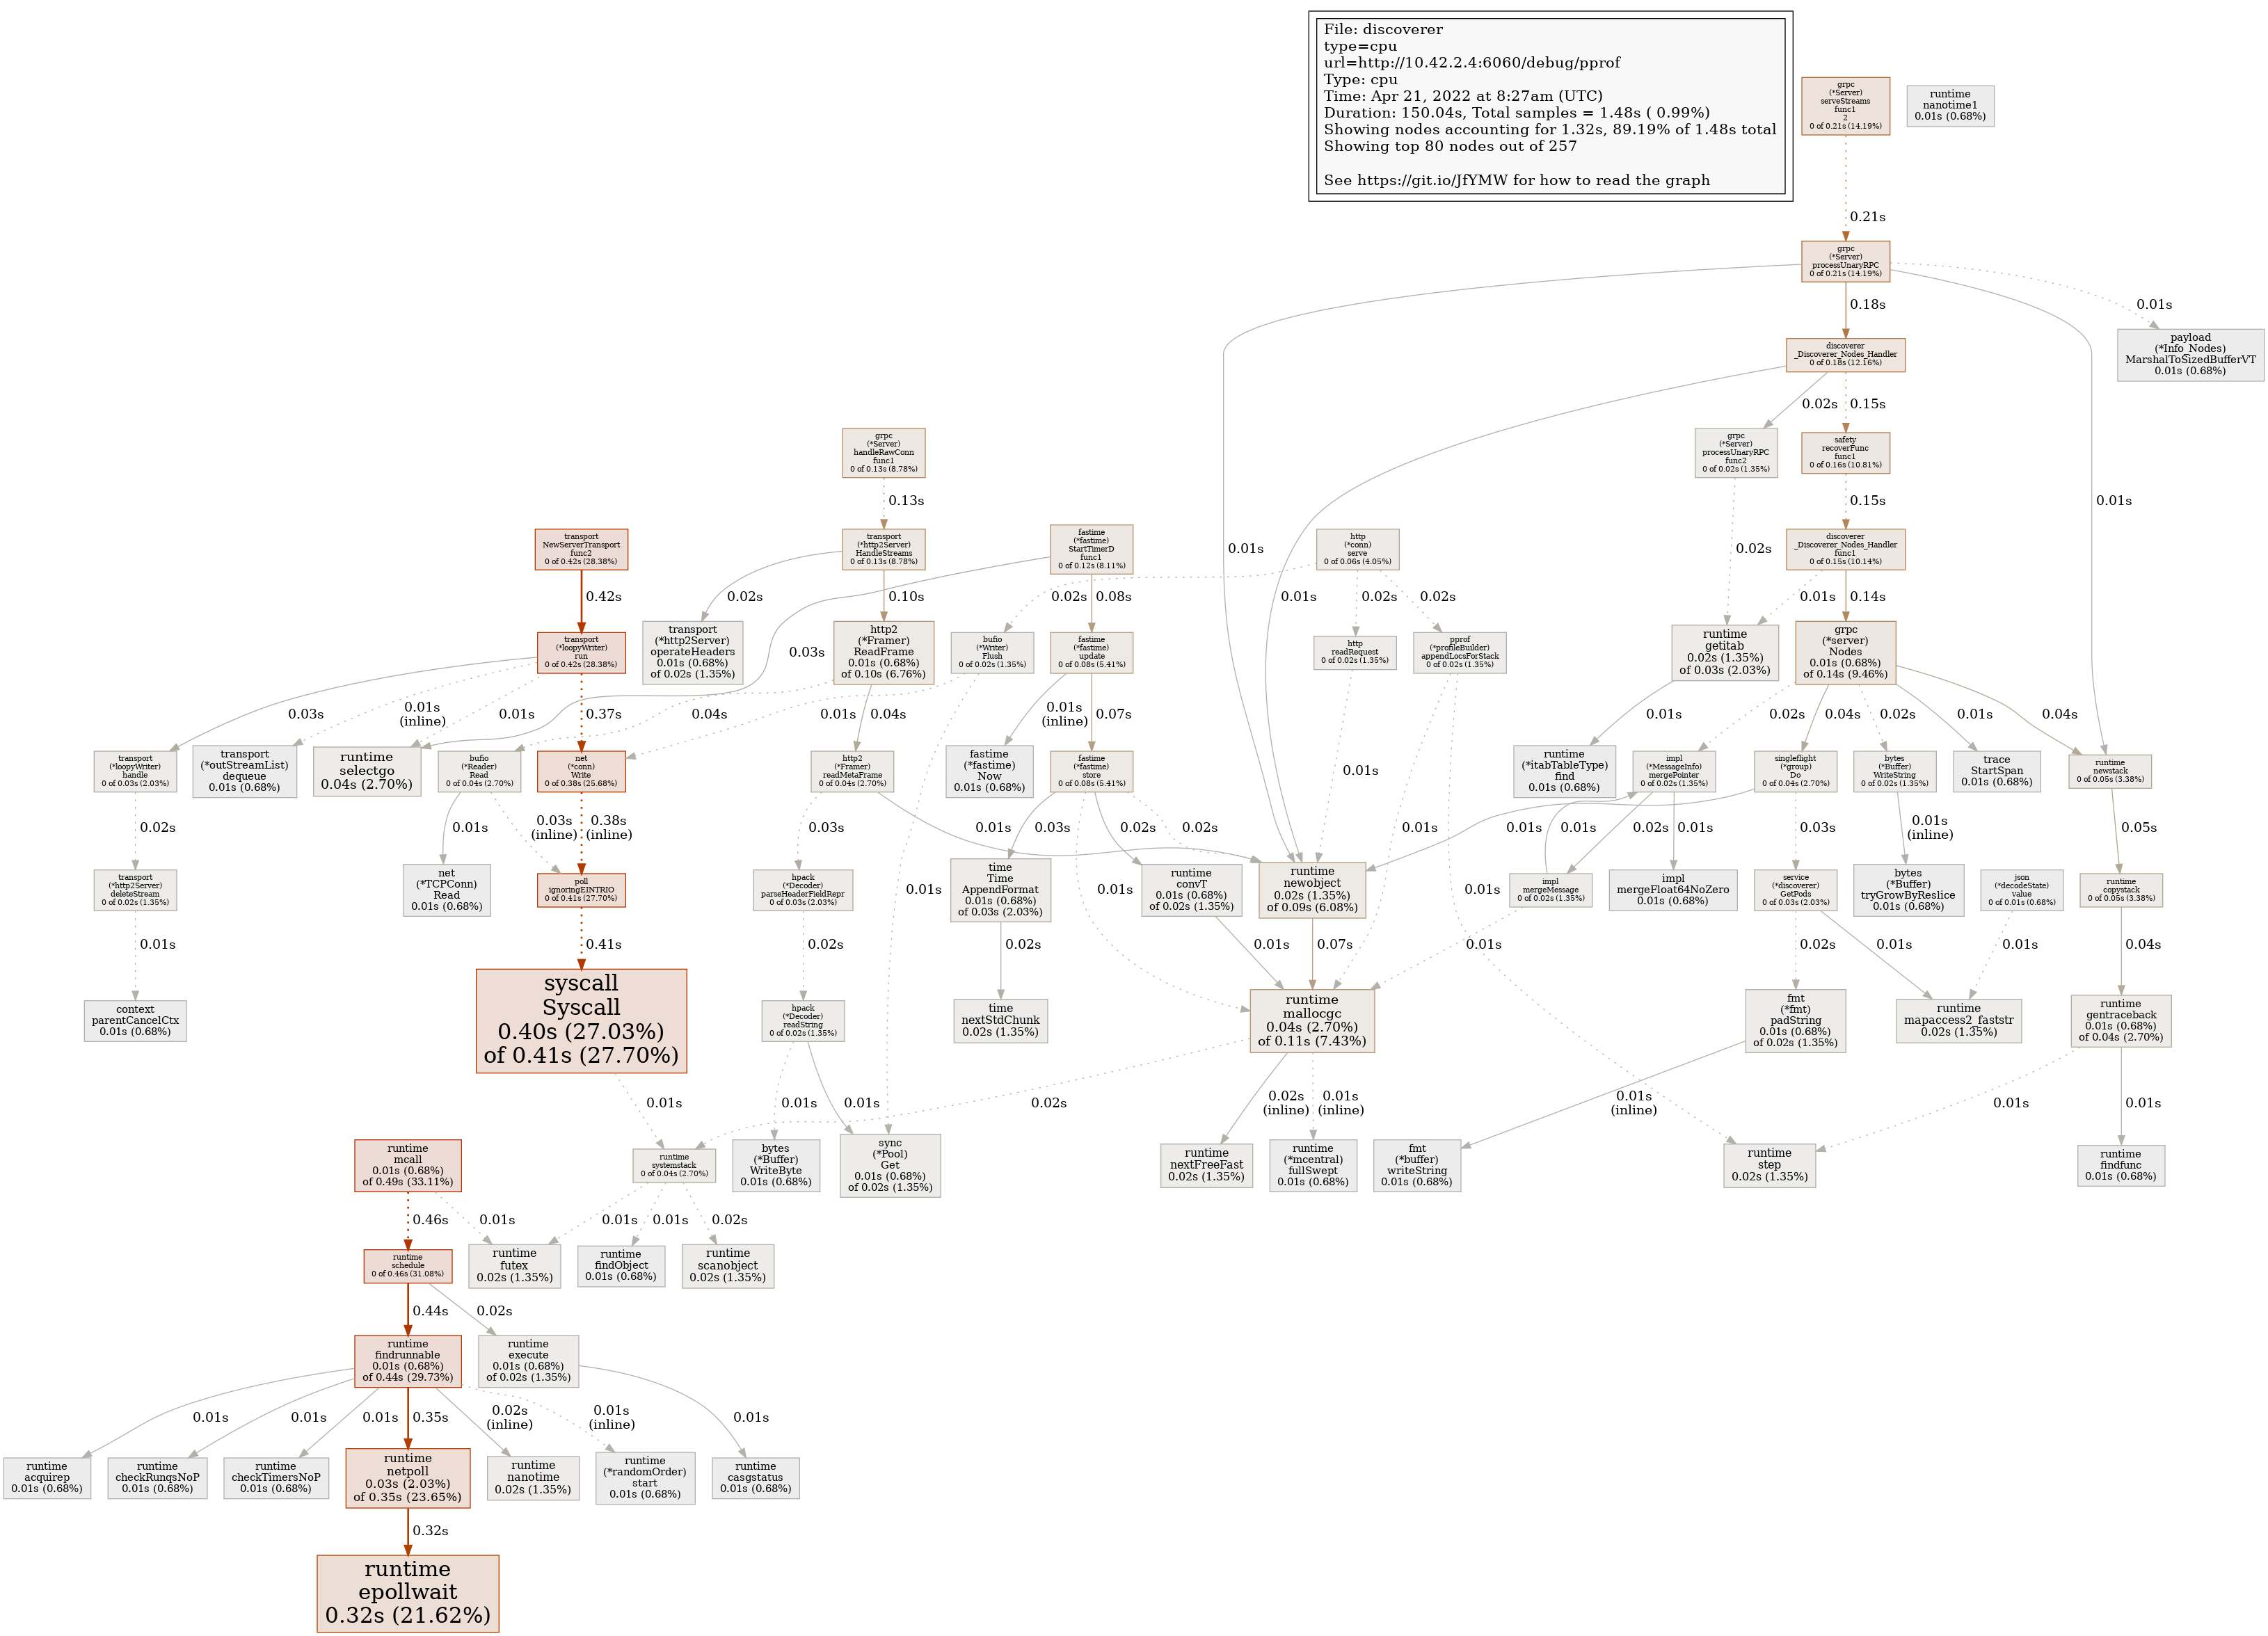 File: discoverer
type=cpu
url=http://10.42.2.4:6060/debug/pprof
Type: cpu
Time: Apr 21, 2022 at 8:27am (UTC)
Duration: 150.04s, Total samples = 1.48s ( 0.99%)
Showing nodes accounting for 1.32s, 89.19% of 1.48s total
Showing top 80 nodes out of 257
See https://git.io/JfYMW for how to read the graph
grpc
(*Server)
serveStreams
func1
2
0 of 0.21s (14.19%)
runtime
nanotime1
0.01s (0.68%)
0.21s
grpc
(*Server)
processUnaryRPC
0 of 0.21s (14.19%)
0.18s
0.01s
discoverer
_Discoverer_Nodes_Handler
0 of 0.18s (12.16%)
payload
(*Info_Nodes)
MarshalToSizedBufferVT
0.01s (0.68%)
0.02s
0.15s
grpc
(*Server)
handleRawConn
func1
0 of 0.13s (8.78%)
grpc
(*Server)
processUnaryRPC
func2
0 of 0.02s (1.35%)
safety
recoverFunc
func1
0 of 0.16s (10.81%)
0.13s
0.15s
0.01s
transport
NewServerTransport
func2
0 of 0.42s (28.38%)
transport
(*http2Server)
HandleStreams
0 of 0.13s (8.78%)
fastime
(*fastime)
StartTimerD
func1
0 of 0.12s (8.11%)
0.01s
0.01s
http
(*conn)
serve
0 of 0.06s (4.05%)
0.02s
discoverer
_Discoverer_Nodes_Handler
func1
0 of 0.15s (10.14%)
0.42s
0.02s
0.10s
0.02s
0.08s
0.02s
0.02s
0.01s
0.14s
transport
(*loopyWriter)
run
0 of 0.42s (28.38%)
transport
(*http2Server)
operateHeaders
0.01s (0.68%)
of 0.02s (1.35%)
0.03s
http2
(*Framer)
ReadFrame
0.01s (0.68%)
of 0.10s (6.76%)
bufio
(*Writer)
Flush
0 of 0.02s (1.35%)
fastime
(*fastime)
update
0 of 0.08s (5.41%)
http
readRequest
0 of 0.02s (1.35%)
pprof
(*profileBuilder)
appendLocsForStack
0 of 0.02s (1.35%)
runtime
getitab
0.02s (1.35%)
of 0.03s (2.03%)
grpc
(*server)
Nodes
0.01s (0.68%)
of 0.14s (9.46%)
0.03s
0.01s
(inline)
0.01s
0.37s
0.04s
0.01s
0.04s
0.01s
(inline)
0.07s
0.01s
0.02s
0.04s
0.02s
0.01s
0.04s
transport
(*loopyWriter)
handle
0 of 0.03s (2.03%)
transport
(*outStreamList)
dequeue
0.01s (0.68%)
runtime
selectgo
0.04s (2.70%)
bufio
(*Reader)
Read
0 of 0.04s (2.70%)
net
(*conn)
Write
0 of 0.38s (25.68%)
http2
(*Framer)
readMetaFrame
0 of 0.04s (2.70%)
fastime
(*fastime)
Now
0.01s (0.68%)
fastime
(*fastime)
store
0 of 0.08s (5.41%)
0.01s
runtime
(*itabTableType)
find
0.01s (0.68%)
impl
(*MessageInfo)
mergePointer
0 of 0.02s (1.35%)
singleflight
(*group)
Do
0 of 0.04s (2.70%)
bytes
(*Buffer)
WriteString
0 of 0.02s (1.35%)
trace
StartSpan
0.01s (0.68%)
runtime
newstack
0 of 0.05s (3.38%)
0.02s
0.01s
0.03s
(inline)
0.38s
(inline)
0.03s
0.01s
0.03s
0.02s
0.02s
0.01s
0.01s
0.01s
0.02s
0.01s
0.03s
0.01s
(inline)
0.05s
transport
(*http2Server)
deleteStream
0 of 0.02s (1.35%)
net
(*TCPConn)
Read
0.01s (0.68%)
poll
ignoringEINTRIO
0 of 0.41s (27.70%)
hpack
(*Decoder)
parseHeaderFieldRepr
0 of 0.03s (2.03%)
0.01s
time
Time
AppendFormat
0.01s (0.68%)
of 0.03s (2.03%)
0.01s
runtime
convT
0.01s (0.68%)
of 0.02s (1.35%)
runtime
newobject
0.02s (1.35%)
of 0.09s (6.08%)
0.01s
impl
mergeMessage
0 of 0.02s (1.35%)
impl
mergeFloat64NoZero
0.01s (0.68%)
service
(*discoverer)
GetPods
0 of 0.03s (2.03%)
bytes
(*Buffer)
tryGrowByReslice
0.01s (0.68%)
json
(*decodeState)
value
0 of 0.01s (0.68%)
runtime
copystack
0 of 0.05s (3.38%)
0.01s
0.41s
0.02s
0.02s
0.01s
0.07s
0.01s
0.02s
0.01s
0.01s
0.04s
context
parentCancelCtx
0.01s (0.68%)
syscall
Syscall
0.40s (27.03%)
of 0.41s (27.70%)
hpack
(*Decoder)
readString
0 of 0.02s (1.35%)
time
nextStdChunk
0.02s (1.35%)
runtime
mallocgc
0.04s (2.70%)
of 0.11s (7.43%)
fmt
(*fmt)
padString
0.01s (0.68%)
of 0.02s (1.35%)
runtime
mapaccess2_faststr
0.02s (1.35%)
runtime
gentraceback
0.01s (0.68%)
of 0.04s (2.70%)
0.01s
0.01s
0.01s
0.02s
0.02s
(inline)
0.01s
(inline)
0.01s
(inline)
0.01s
0.01s
runtime
mcall
0.01s (0.68%)
of 0.49s (33.11%)
runtime
systemstack
0 of 0.04s (2.70%)
bytes
(*Buffer)
WriteByte
0.01s (0.68%)
sync
(*Pool)
Get
0.01s (0.68%)
of 0.02s (1.35%)
runtime
nextFreeFast
0.02s (1.35%)
runtime
(*mcentral)
fullSwept
0.01s (0.68%)
fmt
(*buffer)
writeString
0.01s (0.68%)
runtime
step
0.02s (1.35%)
runtime
findfunc
0.01s (0.68%)
0.46s
0.01s
0.01s
0.01s
0.02s
runtime
schedule
0 of 0.46s (31.08%)
runtime
futex
0.02s (1.35%)
runtime
findObject
0.01s (0.68%)
runtime
scanobject
0.02s (1.35%)
0.44s
0.02s
runtime
findrunnable
0.01s (0.68%)
of 0.44s (29.73%)
runtime
execute
0.01s (0.68%)
of 0.02s (1.35%)
0.01s
0.01s
0.01s
0.35s
0.02s
(inline)
0.01s
(inline)
0.01s
runtime
acquirep
0.01s (0.68%)
runtime
checkRunqsNoP
0.01s (0.68%)
runtime
checkTimersNoP
0.01s (0.68%)
runtime
netpoll
0.03s (2.03%)
of 0.35s (23.65%)
runtime
nanotime
0.02s (1.35%)
runtime
(*randomOrder)
start
0.01s (0.68%)
runtime
casgstatus
0.01s (0.68%)
0.32s
runtime
epollwait
0.32s (21.62%)